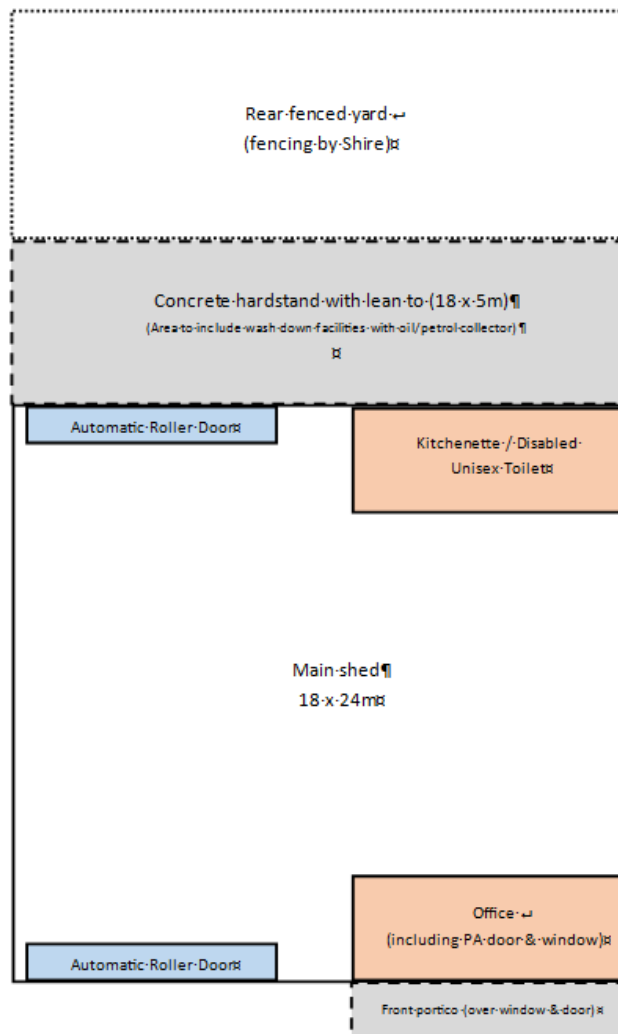 Rear·fenced·yard·↵
(fencing·by·Shire)¤
Concrete·hardstand·with·lean·to·(18·x·5m)¶
(Area·to·include·wash·down·facilities·with·oil/petrol·collector)¶
¤
Automatic·Roller·Door¤
Kitchenette·/·Disabled·
Unisex·Toilet¤
Main·shed¶
18·x·24m¤
Office·↵
(including·PA·door·&·window)¤
Automatic·Roller·Door¤
Front·portico·(over·window·&·door)¤